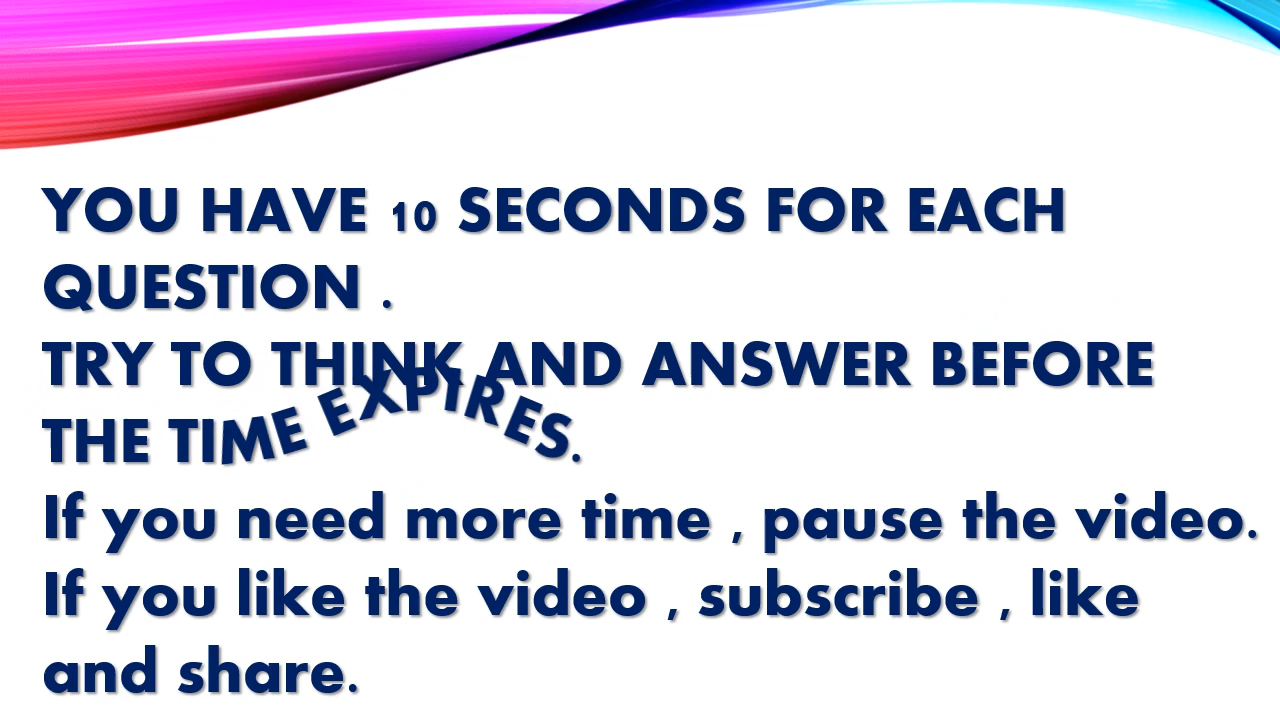 YOU HAVE 10 SECONDS FOR EACH
QUESTION .
TRY TO THINK AND ANSWER BEFORE
THE TIME EXPIRES.
If you need more time , pause the video.
If you like the video , subscribe , like
and share.